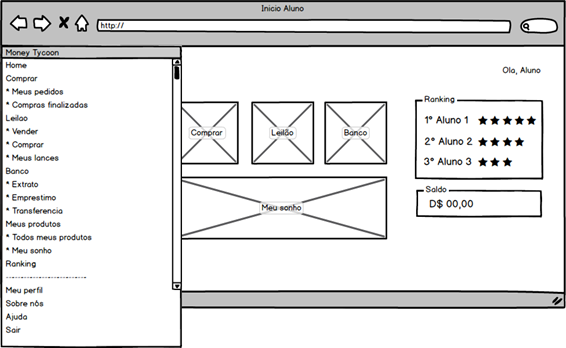 Inicio Aluno
http://
Money Tycoon
Home
Comprar
* Meus pedidos
* Compras finalizadas
Leilao
* Vender
* Comprar
* Meus lances
Banco
* Extrato
* Emprestimo
* Transferencia
Meus produtos
* Todos meus produtos
* Meu sonho
Ranking
Meu perfil
Sobre nós
Ajuda
Sair
Ola, Aluno
Comprar
Leilão
Banco
Meu sonho
Ranking
1º Aluno 1 ★★★★★
2º Aluno 2 ★★★★
3º Aluno 3 ★★★
Saldo
D$ 00,00